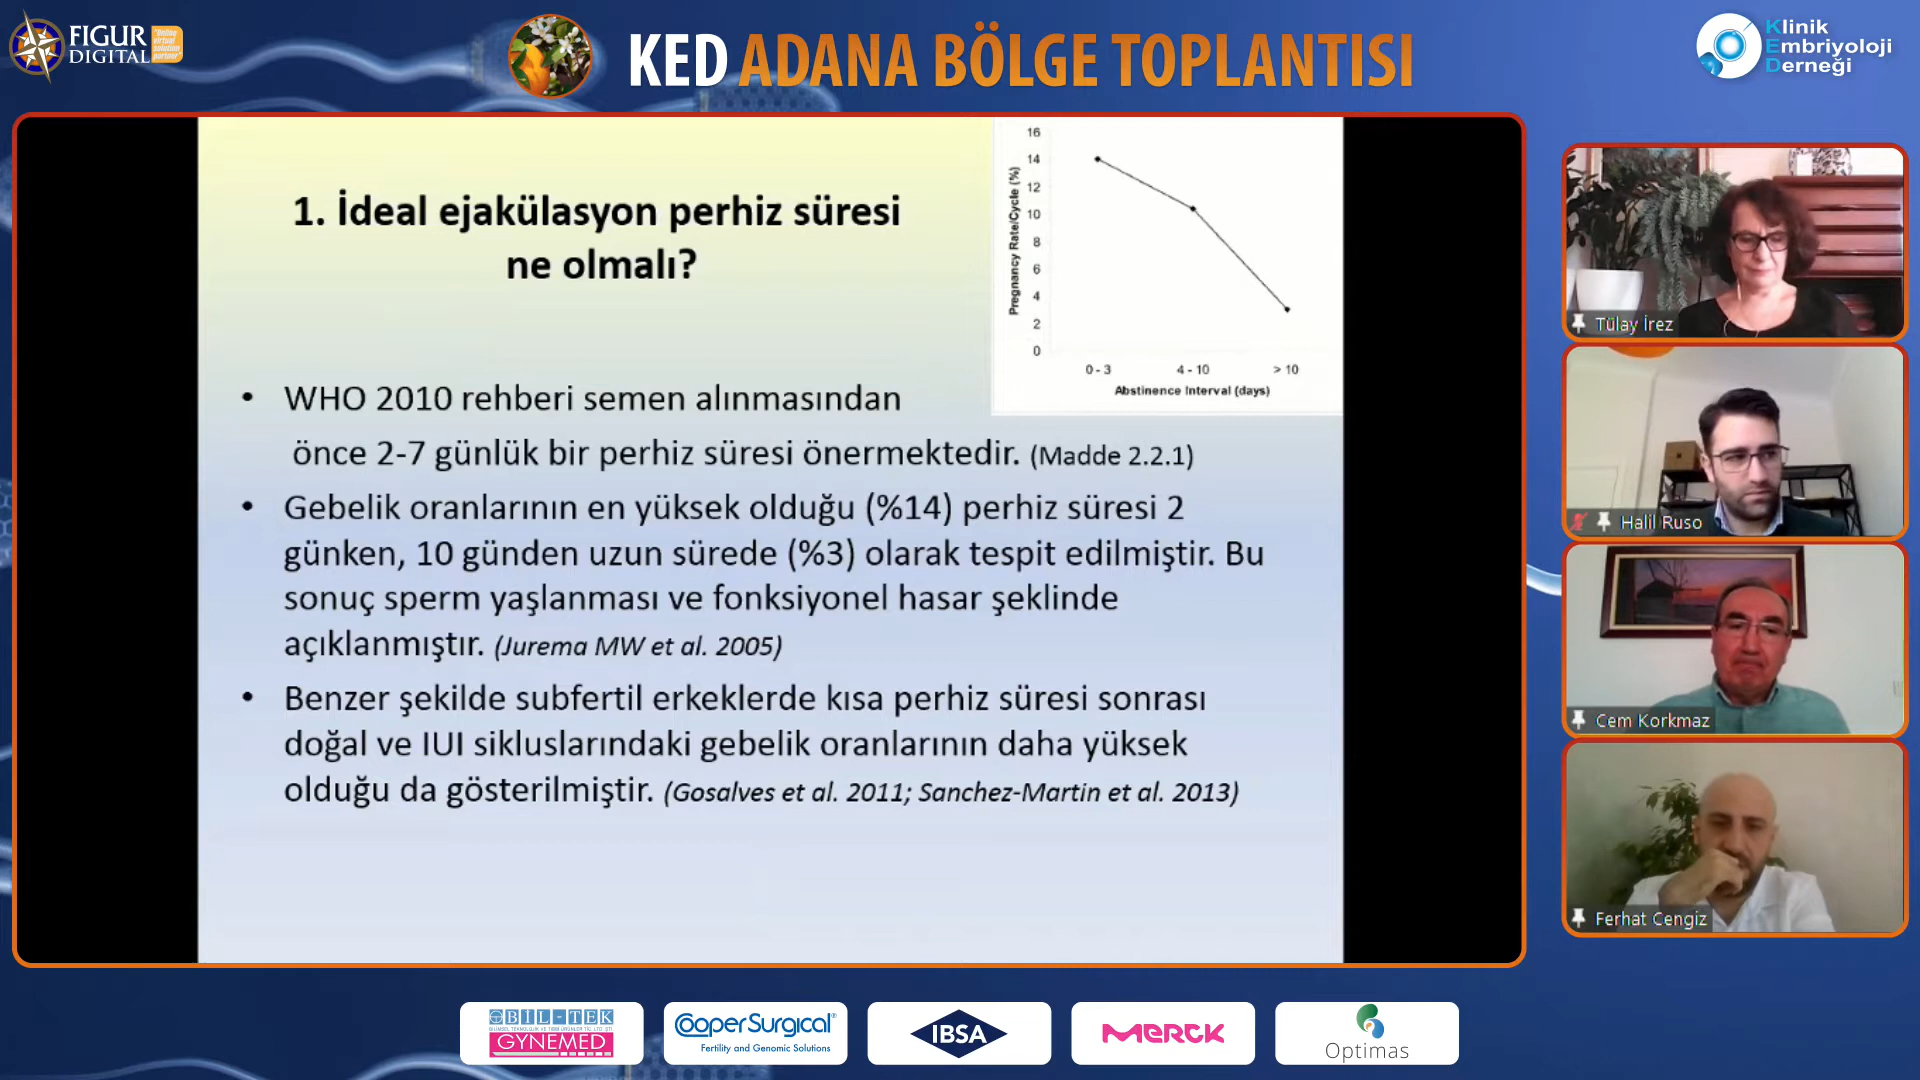 FIGUR
DIGITAL
"Online
virtual
solution
partner"
KED ADANA BÖLGE TOPLANTISI
Klinik
Embriyoloji
Derneği
1. İdeal ejakülasyon perhiz süresi
ne olmalı?
16
14
12
10
8
6
4
2
0
Pregnancy Rate/Cycle (%)
0 - 3
4 - 10
> 10
Abstinence Interval (days)
• WHO 2010 rehberi semen alınmasından
önce 2-7 günlük bir perhiz süresi önermektedir. (Madde 2.2.1)
• Gebelik oranlarının en yüksek olduğu (%14) perhiz süresi 2
günken, 10 günden uzun sürede (%3) olarak tespit edilmiştir. Bu
sonuç sperm yaşlanması ve fonksiyonel hasar şeklinde
açıklanmıştır. (Jurema MW et al. 2005)
• Benzer şekilde subfertil erkeklerde kısa perhiz süresi sonrası
doğal ve IUI sikluslarındaki gebelik oranlarının daha yüksek
olduğu da gösterilmiştir. (Gosalves et al. 2011; Sanchez-Martin et al. 2013)
Tülay İrez
Halil Ruso
Cem Korkmaz
Ferhat Cengiz
BİL-TEK
GYNEMED
CooperSurgical®
Fertility and Genomic Solutions
IBSA
MERCK
Optimas